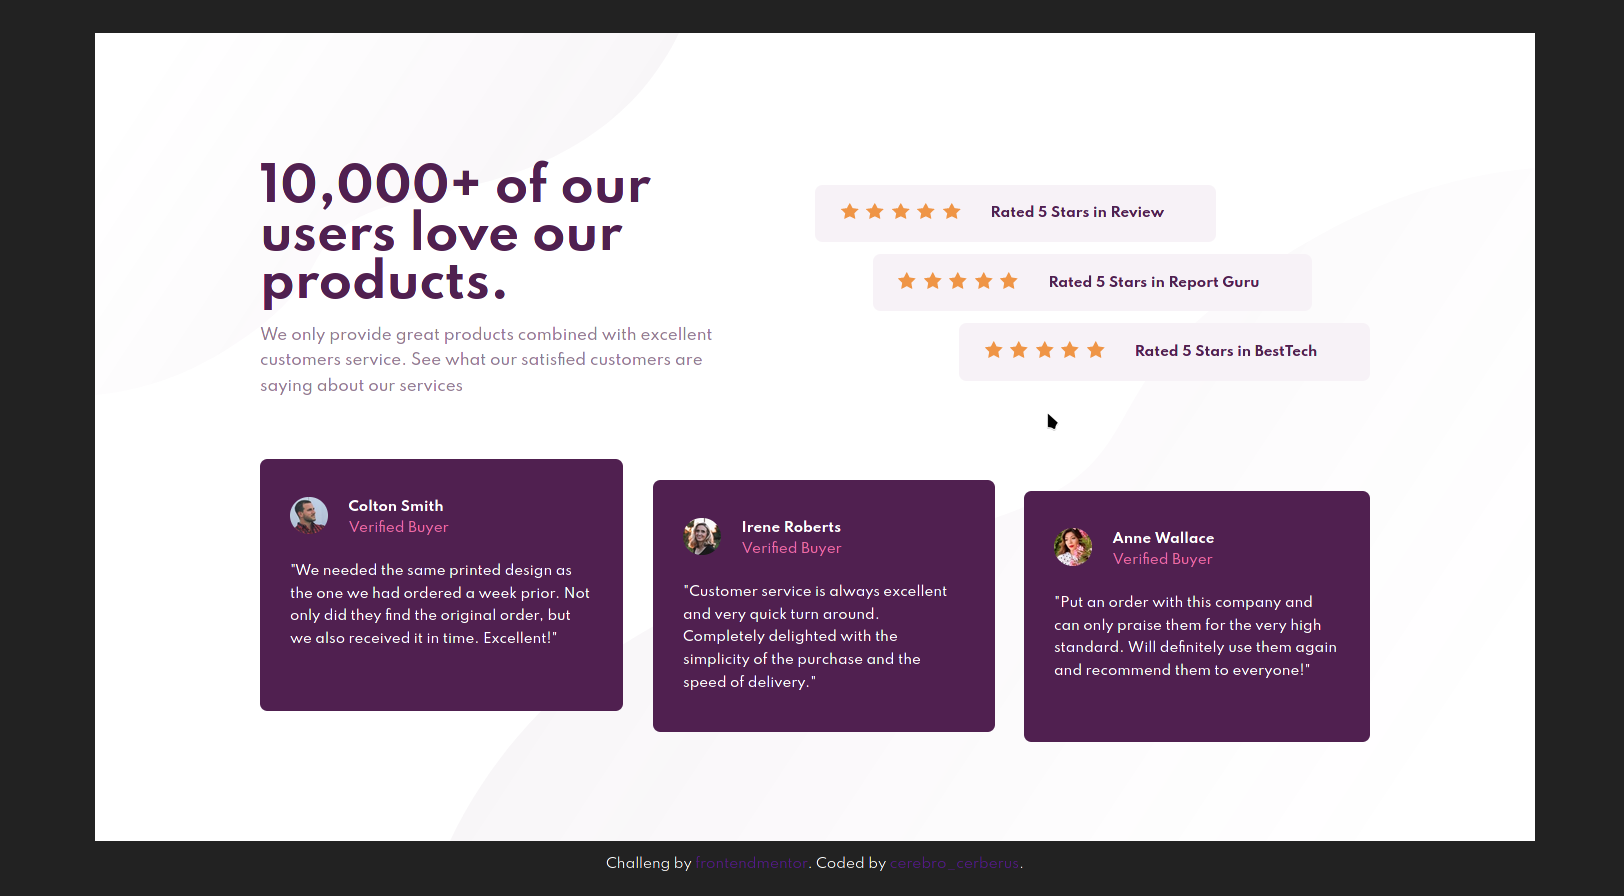 10,000+ of our
users love our
products.
We only provide great products combined with excellent
customers service. See what our satisfied customers are
saying about our services
Rated 5 Stars in Review
Rated 5 Stars in Report Guru
Rated 5 Stars in BestTech
Colton Smith
Verified Buyer
"We needed the same printed design as
the one we had ordered a week prior. Not
only did they find the original order, but
we also received it in time. Excellent!"
Irene Roberts
Verified Buyer
"Customer service is always excellent
and very quick turn around.
Completely delighted with the
simplicity of the purchase and the
speed of delivery."
Anne Wallace
Verified Buyer
"Put an order with this company and
can only praise them for the very high
standard. Will definitely use them again
and recommend them to everyone!"
Challeng by frontendmentor. Coded by cerebro_cerberus.